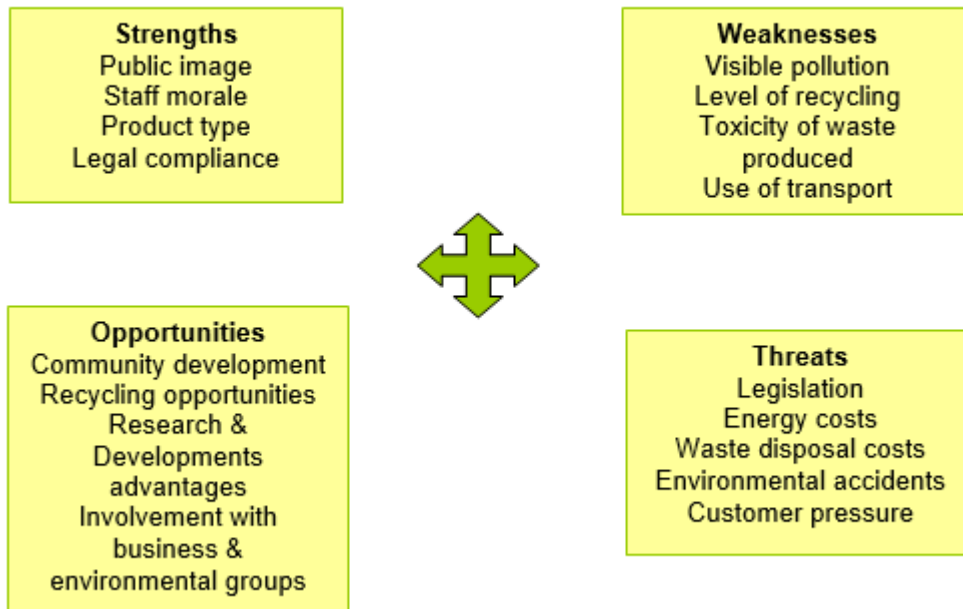 Strengths
Public image
Staff morale
Product type
Legal compliance
Weaknesses
Visible pollution
Level of recycling
Toxicity of waste
produced
Use of transport
Opportunities
Community development
Recycling opportunities
Research &
Developments
advantages
Involvement with
business &
environmental groups
Threats
Legislation
Energy costs
Waste disposal costs
Environmental accidents
Customer pressure